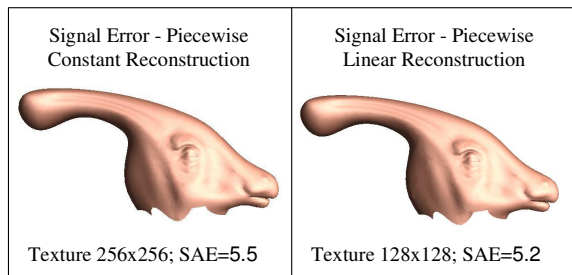 Signal Error - Piecewise
Constant Reconstruction
Texture 256x256; SAE=5.5
Signal Error - Piecewise
Linear Reconstruction
Texture 128x128; SAE=5.2